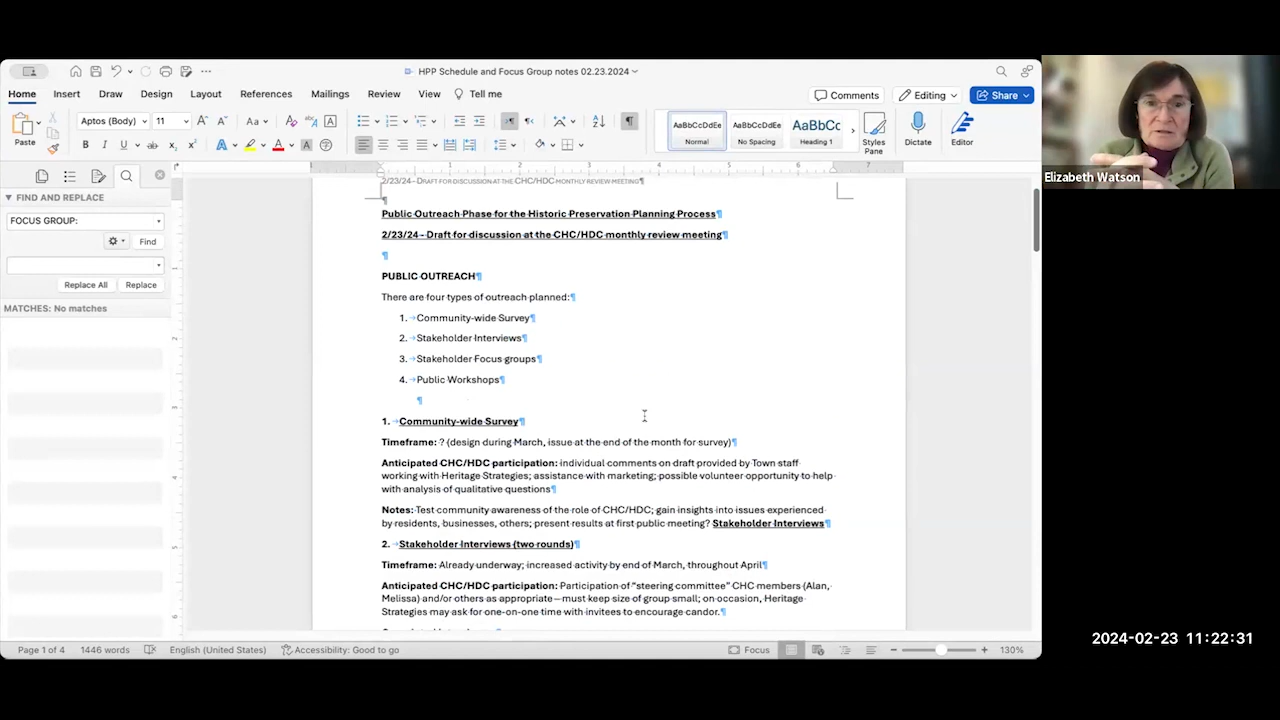 HPP Schedule and Focus Group notes 02.23.2024
Home Insert Draw Design Layout References Mailings Review View Tell me
Comments Editing Share
Paste
Aptos (Body) 11
AaBbCcDdEe AaBbCcDdEe AaBbCc
Normal No Spacing Heading 1
Styles Pane
Dictate
Editor
FIND AND REPLACE
FOCUS GROUP:
Find
Replace All Replace
MATCHES: No matches
2/23/24 - DRAFT FOR DISCUSSION AT THE CHC/HDC MONTHLY REVIEW MEETING¶
¶
Public Outreach Phase for the Historic Preservation Planning Process¶
2/23/24 - Draft for discussion at the CHC/HDC monthly review meeting¶
¶
PUBLIC OUTREACH¶
There are four types of outreach planned:¶
1. → Community-wide Survey¶
2. → Stakeholder Interviews¶
3. → Stakeholder Focus groups¶
4. → Public Workshops¶
¶
1. → Community-wide Survey¶
Timeframe: ? (design during March, issue at the end of the month for survey)¶
Anticipated CHC/HDC participation: individual comments on draft provided by Town staff
working with Heritage Strategies; assistance with marketing; possible volunteer opportunity to help
with analysis of qualitative questions¶
Notes: Test community awareness of the role of CHC/HDC; gain insights into issues experienced
by residents, businesses, others; present results at first public meeting? Stakeholder Interviews¶
2. → Stakeholder Interviews (two rounds)¶
Timeframe: Already underway; increased activity by end of March, throughout April¶
Anticipated CHC/HDC participation: Participation of “steering committee” CHC members (Alan,
Melissa) and/or others as appropriate – must keep size of group small; on occasion, Heritage
Strategies may ask for one-on-one time with invitees to encourage candor.¶
Page 1 of 4 1446 words English (United States) Accessibility: Good to go Focus 130%
Elizabeth Watson
2024-02-23 11:22:31